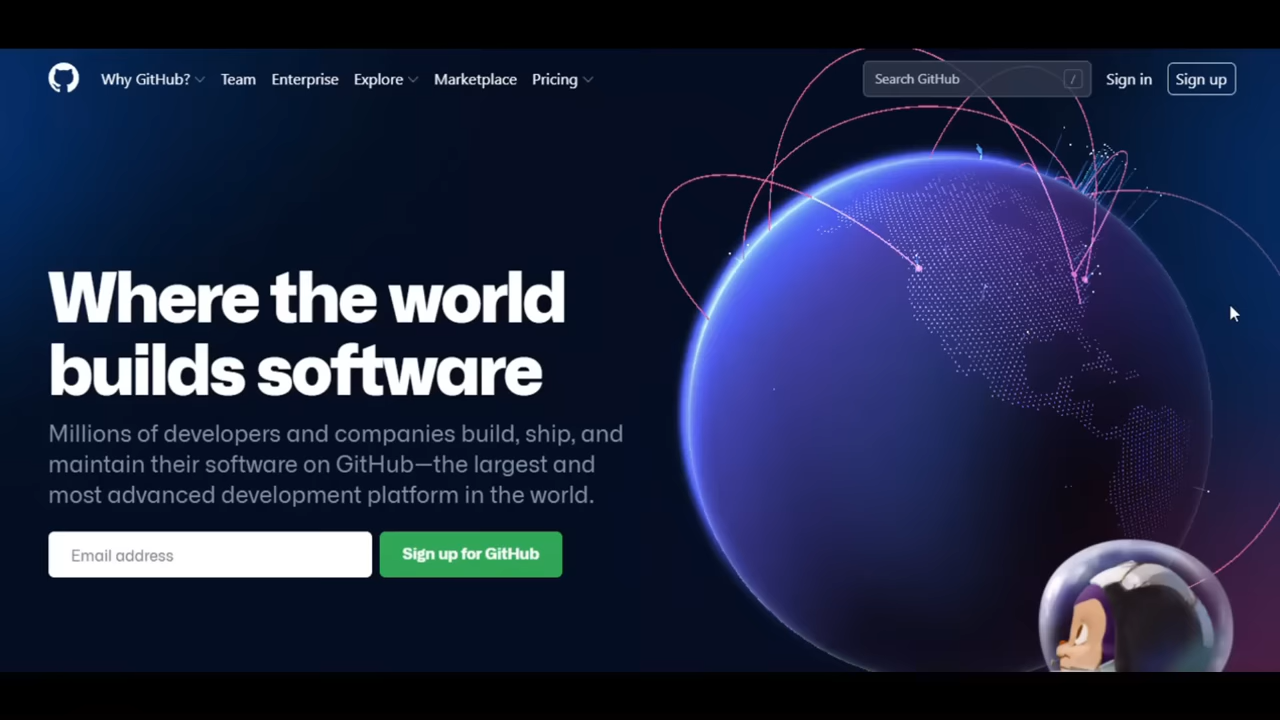 Why GitHub? Team Enterprise Explore Marketplace Pricing Search GitHub / Sign in Sign up
Where the world
builds software
Millions of developers and companies build, ship, and
maintain their software on GitHub—the largest and
most advanced development platform in the world.
Email address Sign up for GitHub